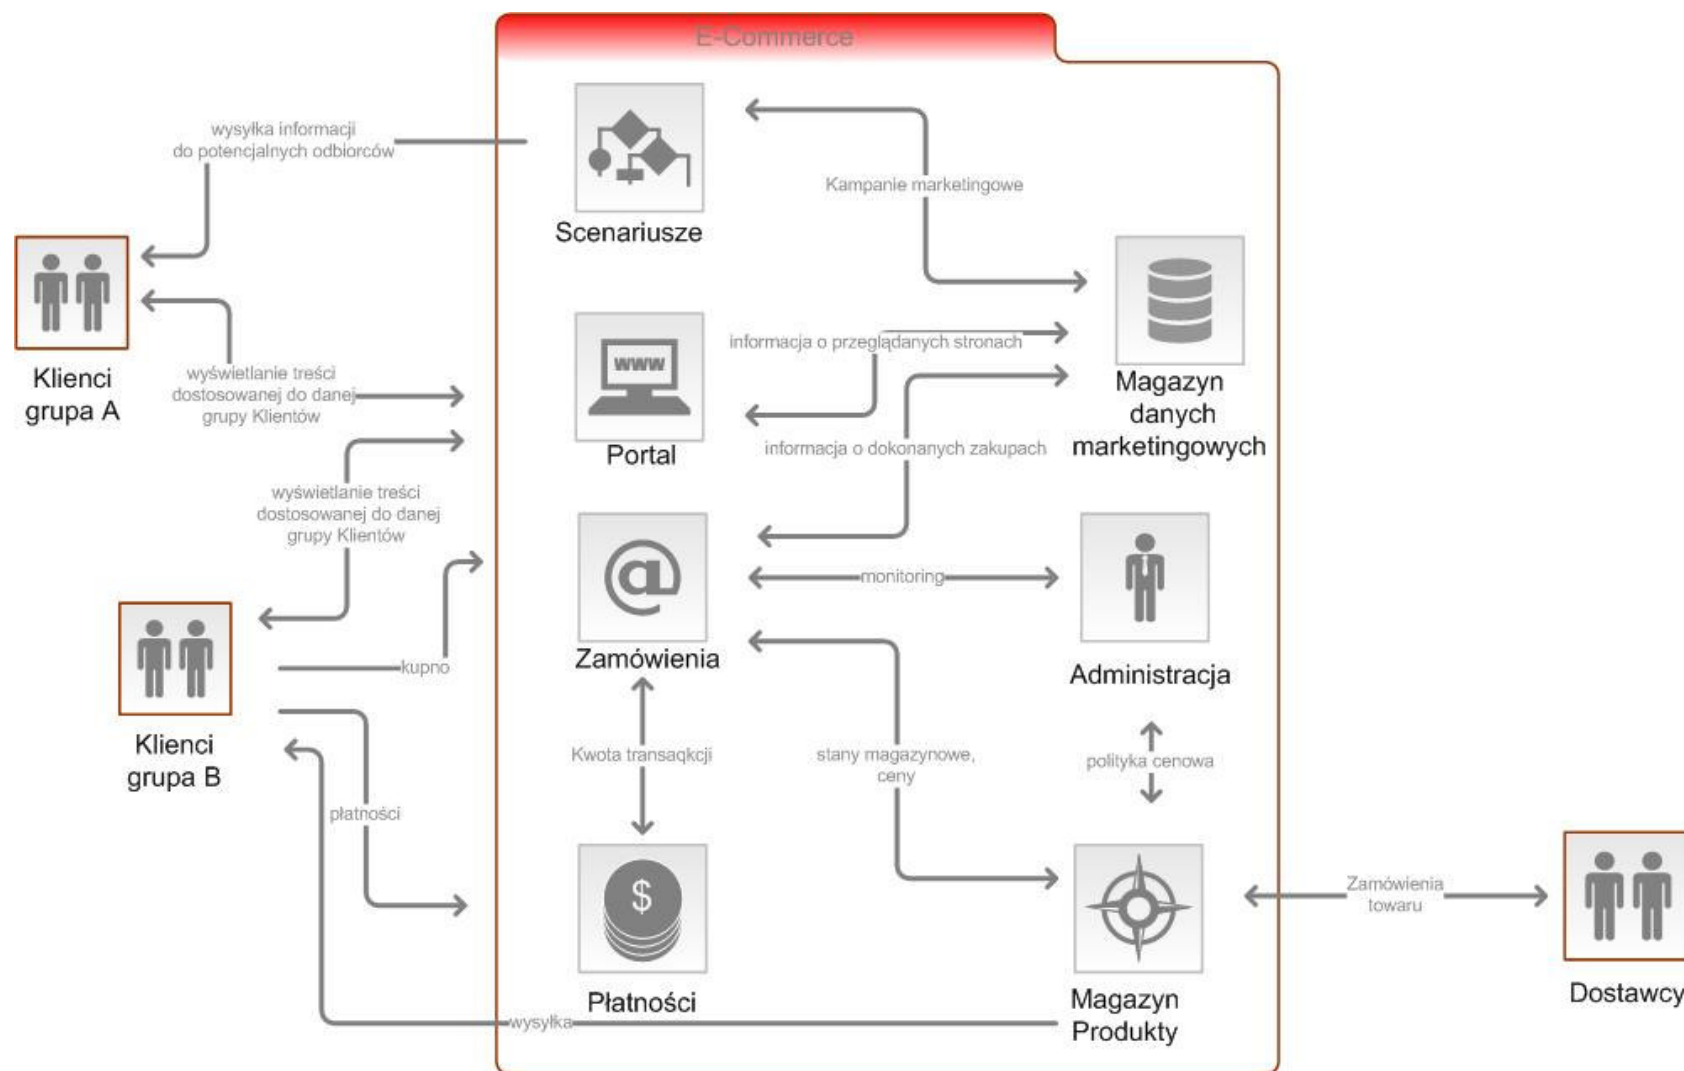 E-Commerce
wysyłka informacji
do potencjalnych odbiorców
Kampanie marketingowe
Scenariusze
Klienci
grupa A
wyświetlanie treści
dostosowanej do danej
grupy Klientów
informacja o przeglądanych stronach
www
Magazyn
danych
marketingowych
Portal
informacja o dokonanych zakupach
wyświetlanie treści
dostosowanej do danej
grupy Klientów
@
monitoring
kupno
Zamówienia
Administracja
Klienci
grupa B
Kwota transaqkcji
stany magazynowe,
ceny
polityka cenowa
płatności
$
Zamówienia
towaru
Płatności
Magazyn
Produkty
Dostawcy
wysyłka